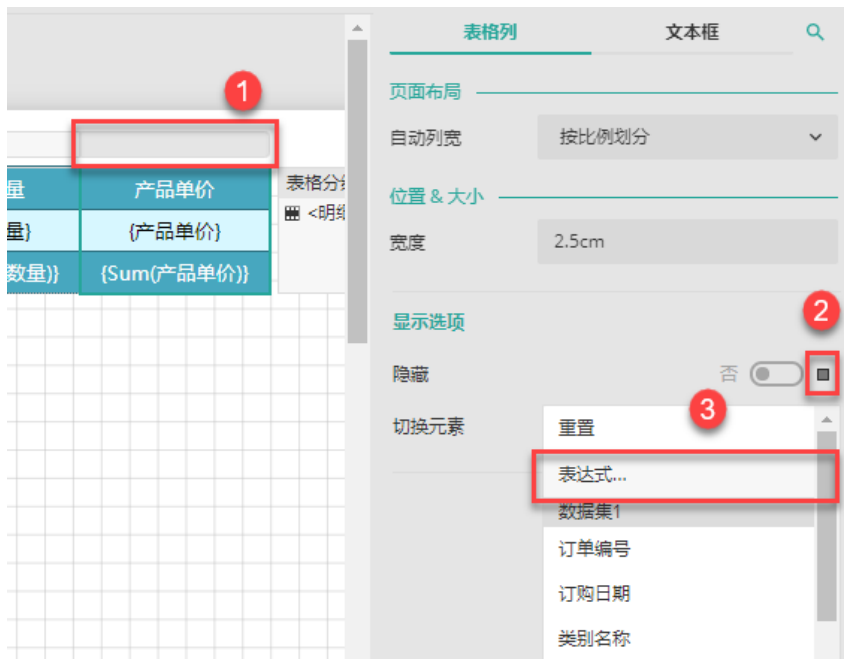 表格列 文本框
1
页面布局
自动列宽 按比例划分
量 产品单价 表格分
量} {产品单价} <明细
位置 & 大小
宽度 2.5cm
数量)} {Sum(产品单价)}
显示选项
2
隐藏 否
3
切换元素 重置
表达式...
数据集1
订单编号
订购日期
类别名称